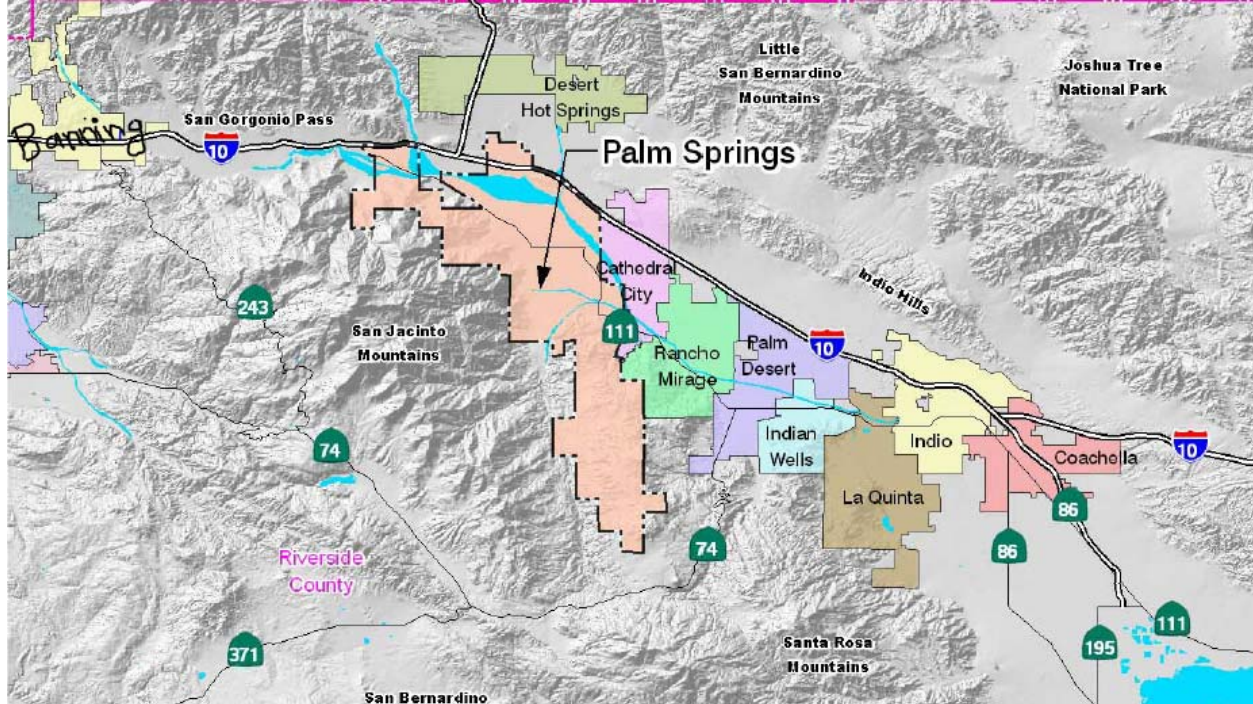 Little
San Bernardino
Mountains
Joshua Tree
National Park
Desert
Hot Springs
San Gorgonio Pass
Banning
10
Palm Springs
Cathedral
City
Indio Hills
243
San Jacinto
Mountains
111
Rancho
Mirage
Palm
Desert
10
Indian
Wells
Indio
Coachella
10
74
La Quinta
86
74
86
Riverside
County
371
Santa Rosa
Mountains
195
111
San Bernardino